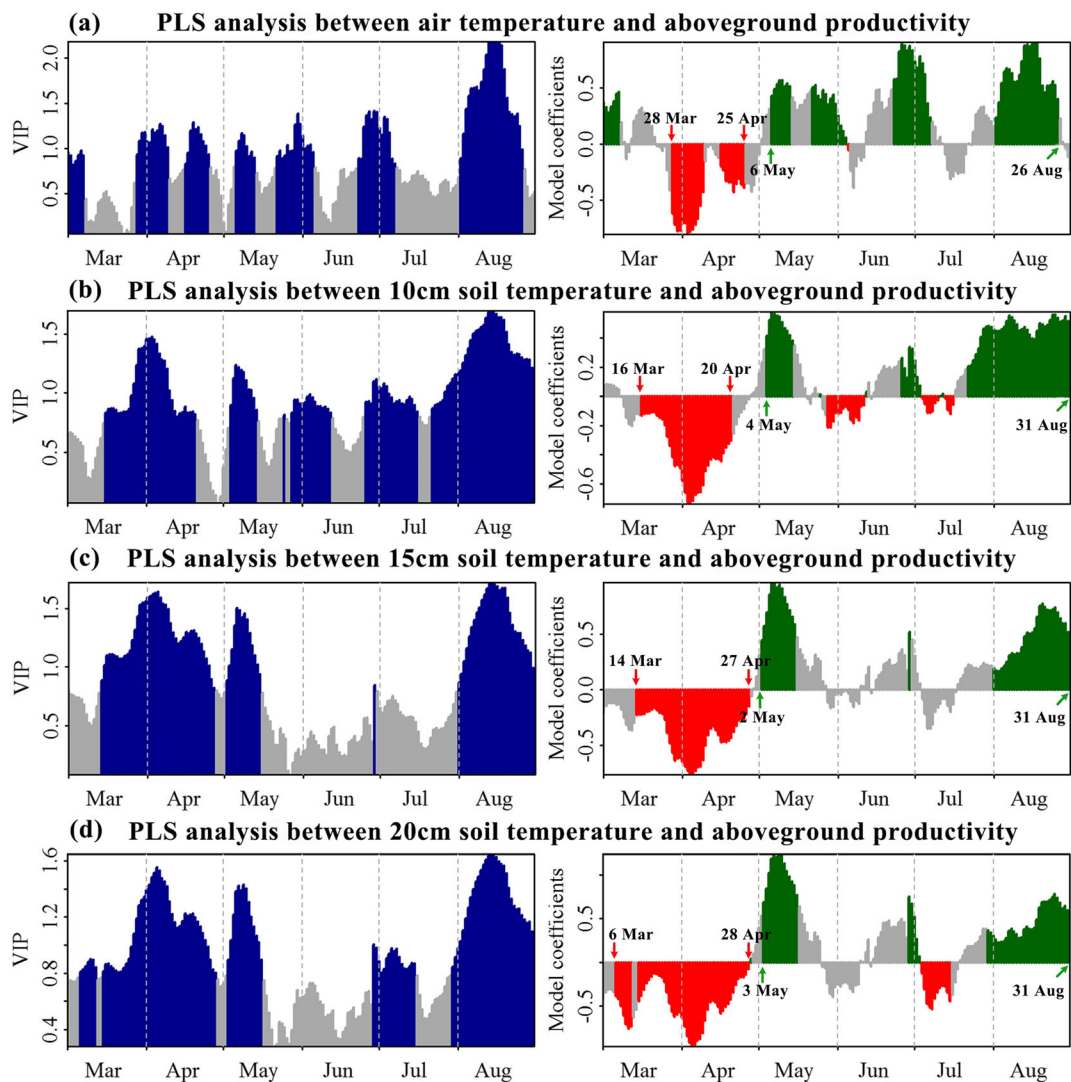 (a) PLS analysis between air temperature and aboveground productivity
VIP
2.0
1.5
1.0
0.5
Mar Apr May Jun Jul Aug
Model coefficients
0.5
0.0
-0.5
28 Mar
25 Apr
6 May
26 Aug
Mar Apr May Jun Jul Aug
(b) PLS analysis between 10cm soil temperature and aboveground productivity
VIP
1.5
1.0
0.5
Mar Apr May Jun Jul Aug
Model coefficients
0.2
-0.2
-0.6
16 Mar
20 Apr
4 May
31 Aug
Mar Apr May Jun Jul Aug
(c) PLS analysis between 15cm soil temperature and aboveground productivity
VIP
1.5
1.0
0.5
Mar Apr May Jun Jul Aug
Model coefficients
0.5
0.0
-0.5
14 Mar
27 Apr
2 May
31 Aug
Mar Apr May Jun Jul Aug
(d) PLS analysis between 20cm soil temperature and aboveground productivity
VIP
1.6
1.2
0.8
0.4
Mar Apr May Jun Jul Aug
Model coefficients
0.5
-0.5
6 Mar
28 Apr
3 May
31 Aug
Mar Apr May Jun Jul Aug